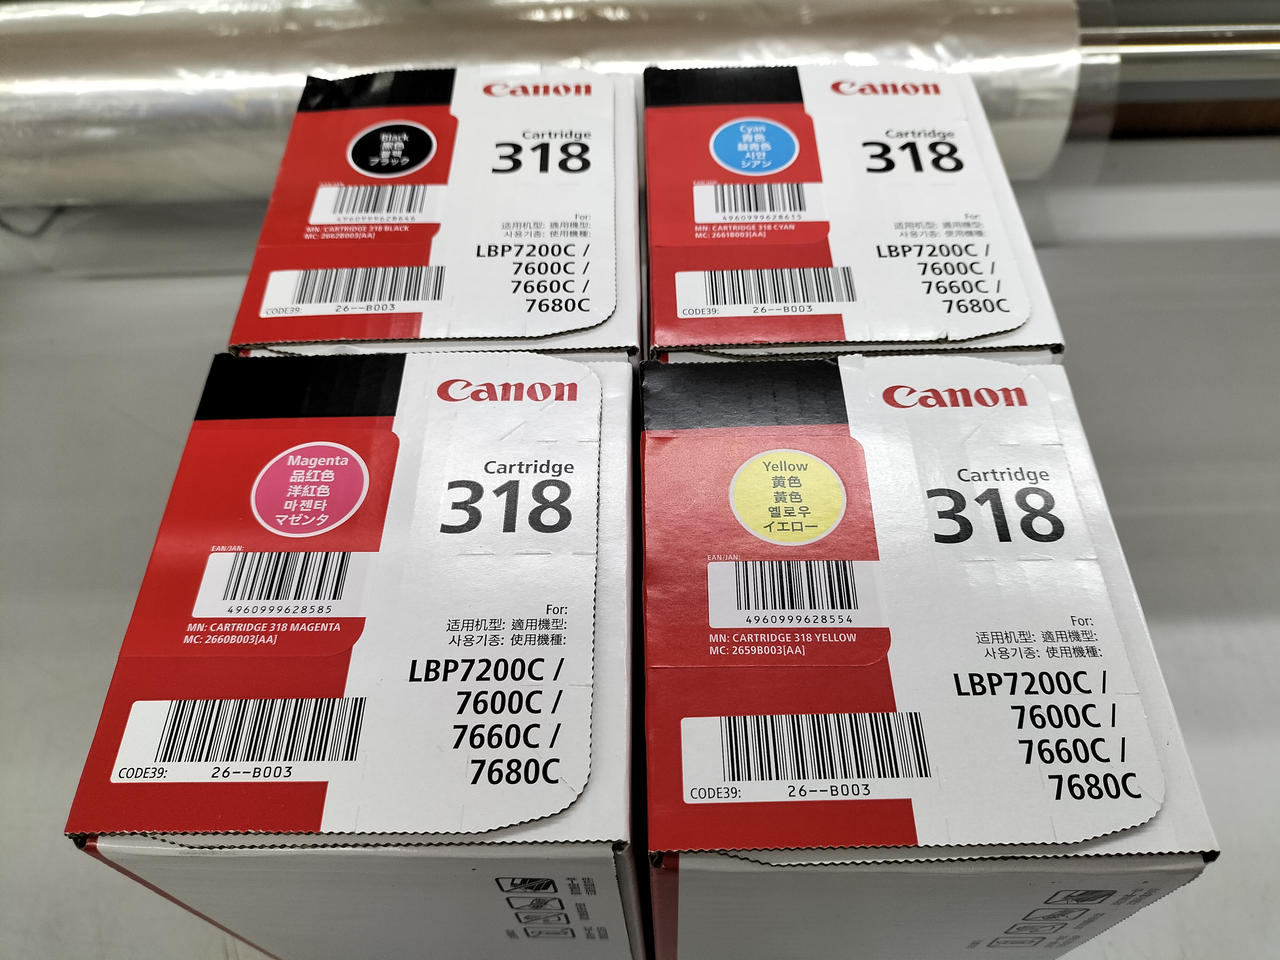 Canon
Black
黑色
블랙
ブラック
Cartridge
318
4960999628646
MN: CARTRIDGE 318 BLACK
MC: 2662B003[AA]
For:
适用机型: 適用機型:
사용기종: 使用機種:
LBP7200C /
7600C /
7660C /
7680C
CODE39:
26--B003
Canon
Cyan
青色
靛青色
시안
シアン
Cartridge
318
4960999628615
MN: CARTRIDGE 318 CYAN
MC: 2661B003[AA]
For:
适用机型: 適用機型:
사용기종: 使用機種:
LBP7200C /
7600C /
7660C /
7680C
CODE39:
26--B003
Canon
Magenta
品红色
洋紅色
마젠타
マゼンタ
Cartridge
318
EAN/JAN:
4960999628585
MN: CARTRIDGE 318 MAGENTA
MC: 2660B003[AA]
For:
适用机型: 適用機型:
사용기종: 使用機種:
LBP7200C /
7600C /
7660C /
7680C
CODE39:
26--B003
Canon
Yellow
黄色
黃色
옐로우
イエロー
Cartridge
318
EAN/JAN:
4960999628554
MN: CARTRIDGE 318 YELLOW
MC: 2659B003[AA]
For:
适用机型: 適用機型:
사용기종: 使用機種:
LBP7200C /
7600C /
7660C /
7680C
CODE39:
26--B003